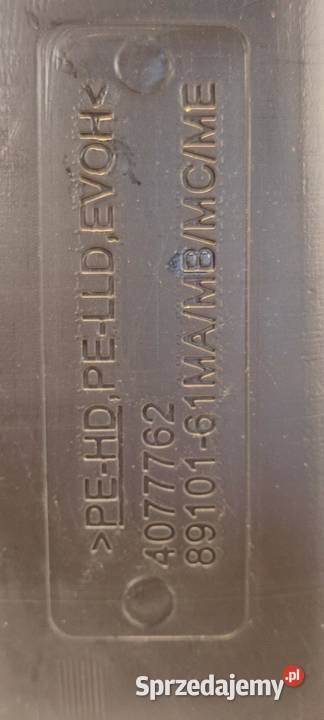 >PE-HD,PE-LLD,EVOH<
4077762
89101-61MA/MB/MC/ME
Sprzedajemy.pl